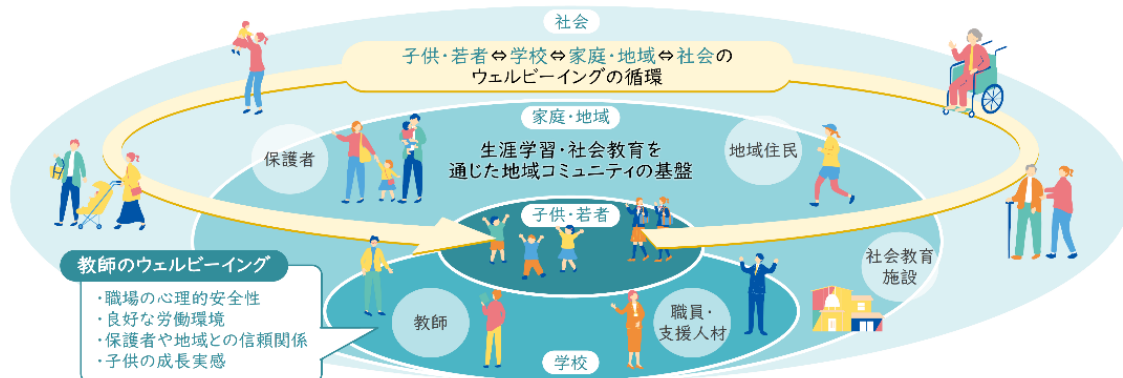 社会
子供・若者⇔学校⇔家庭・地域⇔社会の
ウェルビーイングの循環
家庭・地域
生涯学習・社会教育を
通じた地域コミュニティの基盤
保護者
地域住民
子供・若者
教師のウェルビーイング
・職場の心理的安全性
・良好な労働環境
・保護者や地域との信頼関係
・子供の成長実感
社会教育
施設
教師
職員・
支援人材
学校